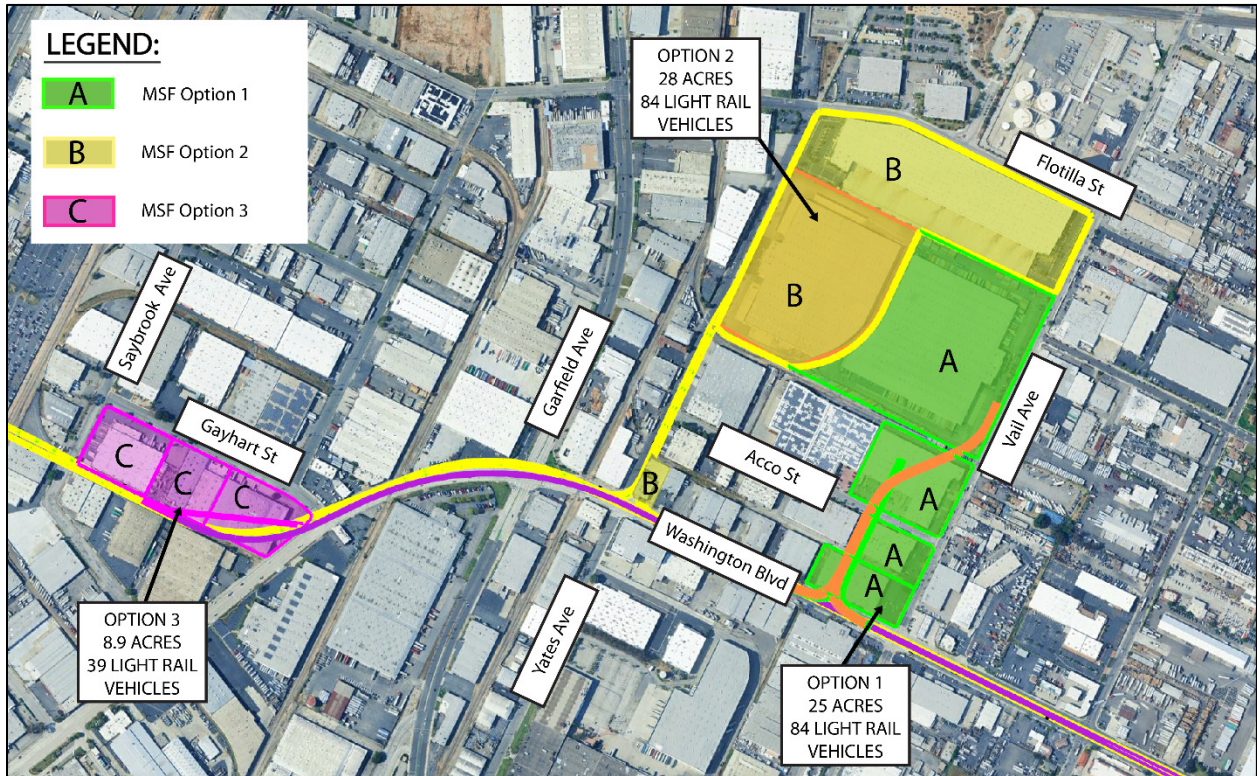 LEGEND:
A MSF Option 1
B MSF Option 2
C MSF Option 3
OPTION 2
28 ACRES
84 LIGHT RAIL
VEHICLES
B
Flotilla St
B
A
Vail Ave
Saybrook Ave
Gayhart St
Garfield Ave
C
C
C
B
Acco St
A
Washington Blvd
A
A
Yates Ave
OPTION 3
8.9 ACRES
39 LIGHT RAIL
VEHICLES
OPTION 1
25 ACRES
84 LIGHT RAIL
VEHICLES